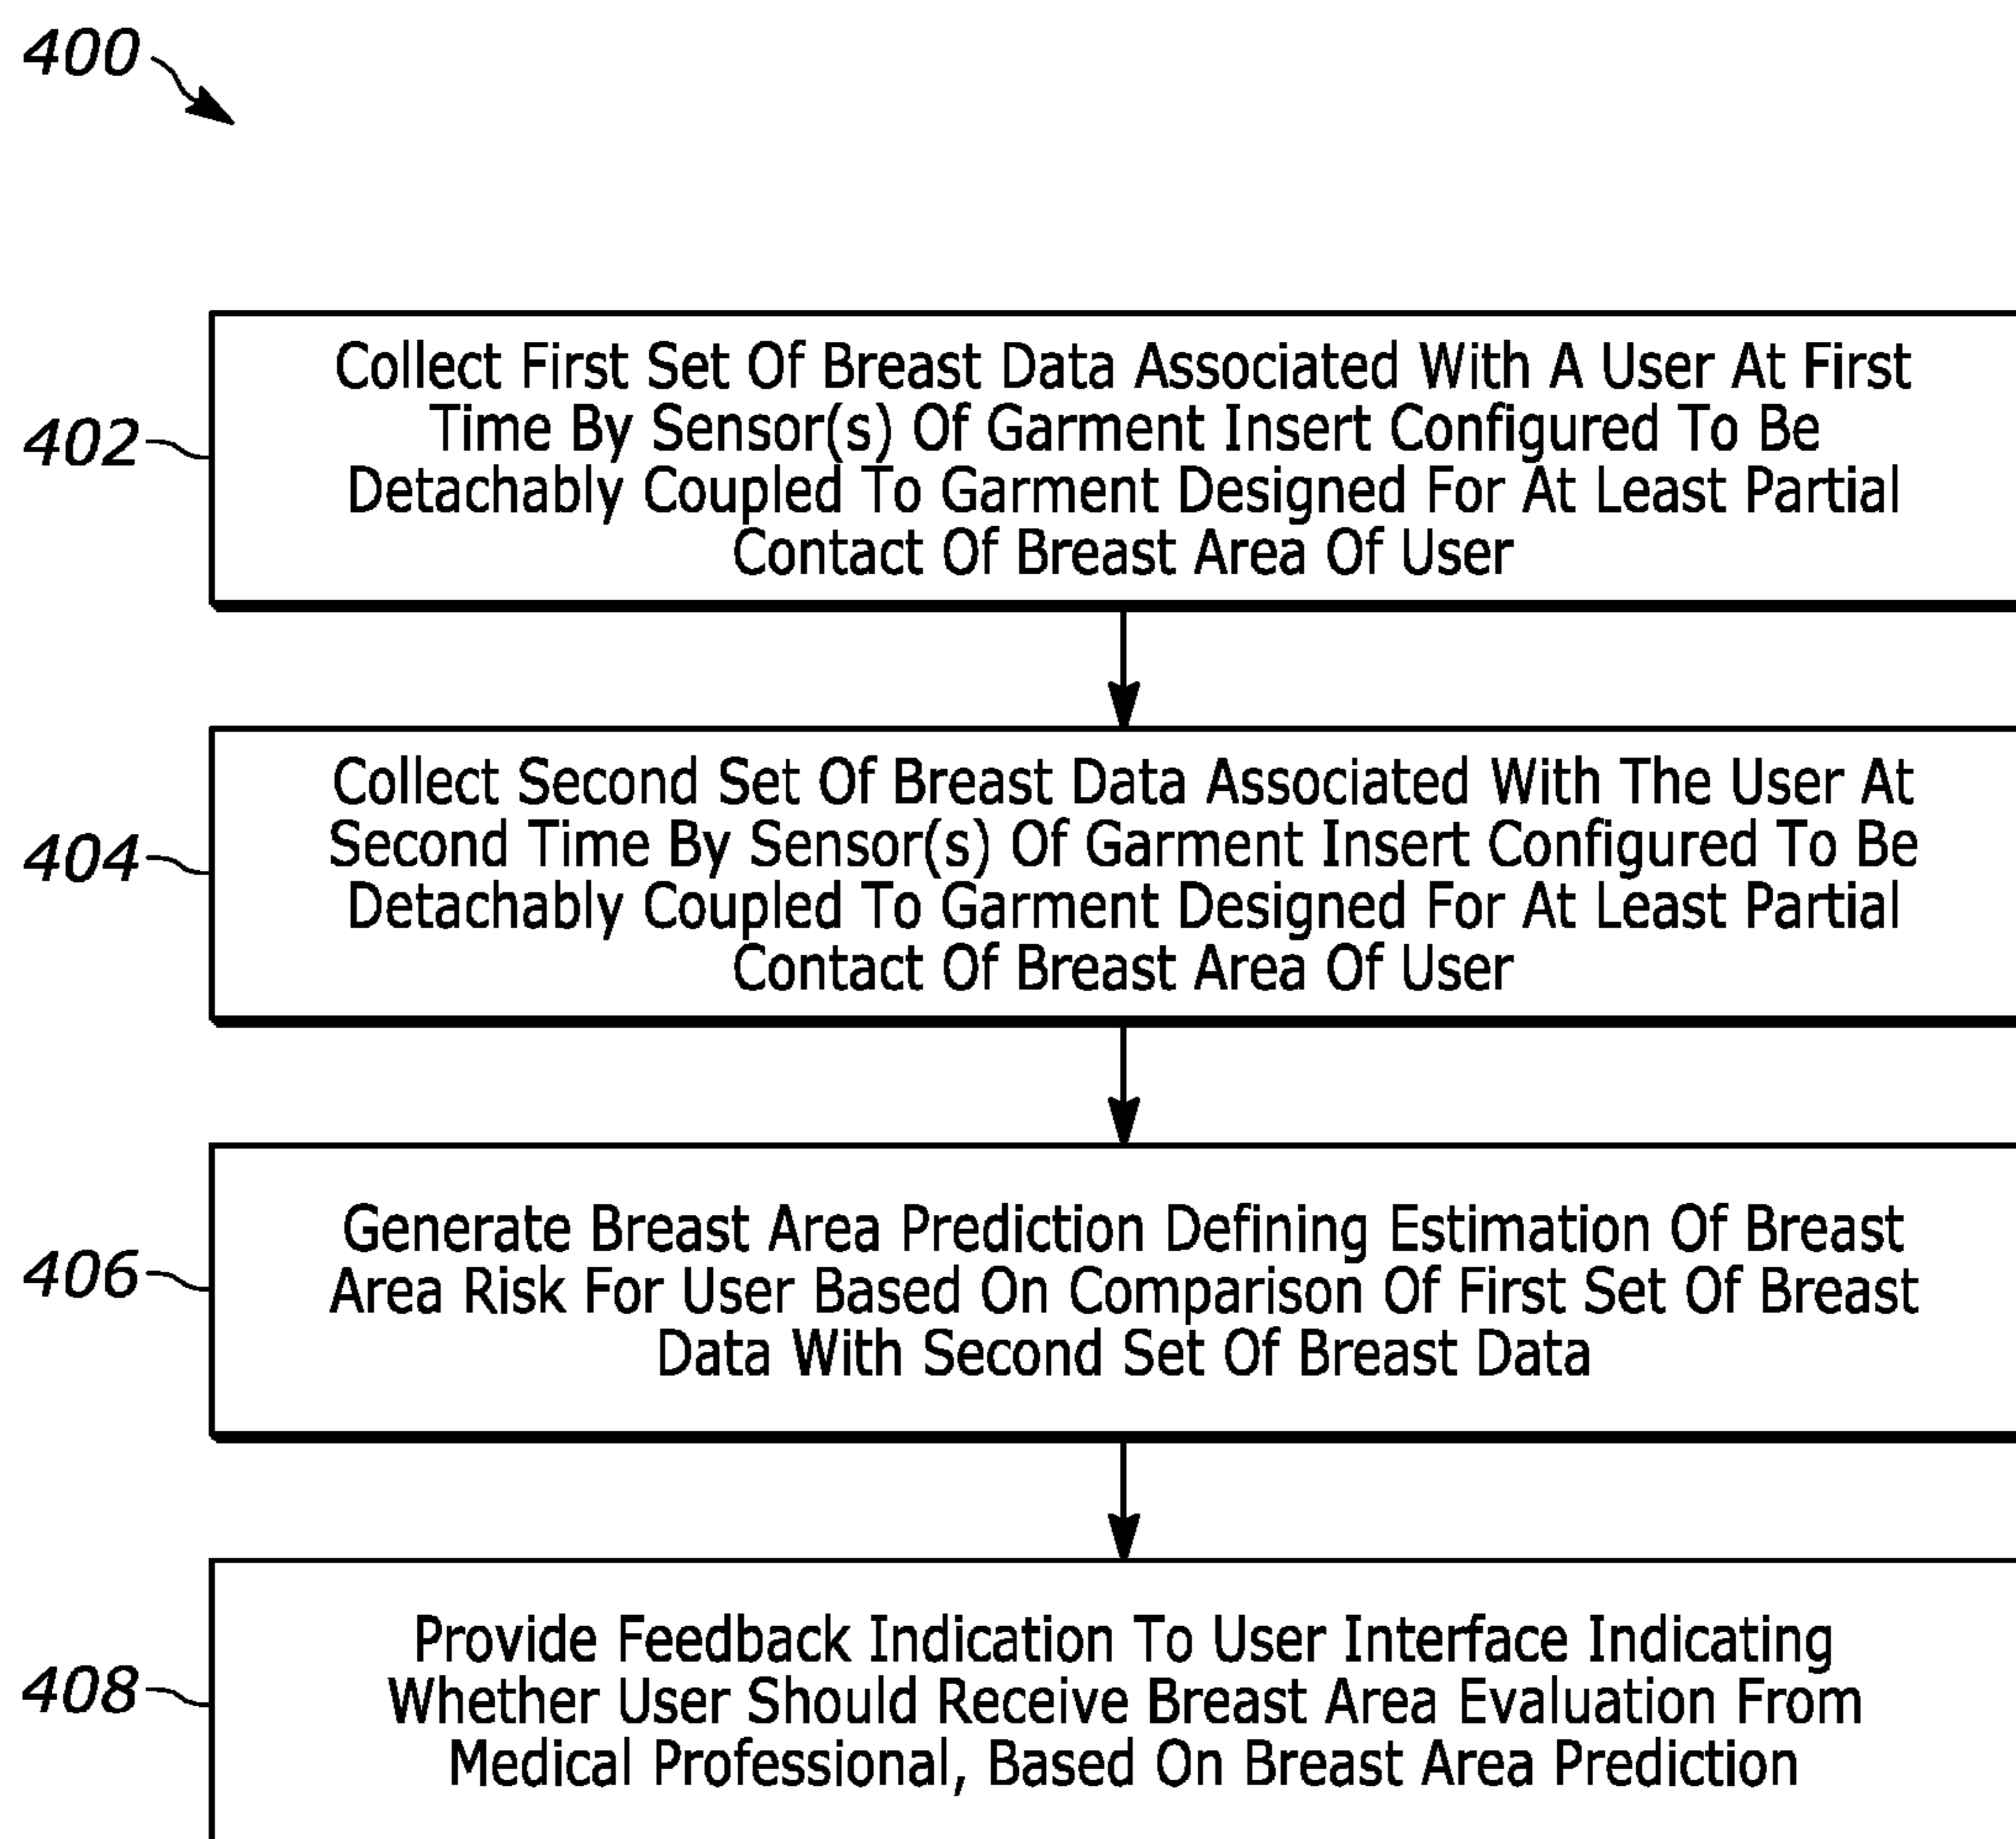 400
402
Collect First Set Of Breast Data Associated With A User At First
Time By Sensor(s) Of Garment Insert Configured To Be
Detachably Coupled To Garment Designed For At Least Partial
Contact Of Breast Area Of User
404
Collect Second Set Of Breast Data Associated With The User At
Second Time By Sensor(s) Of Garment Insert Configured To Be
Detachably Coupled To Garment Designed For At Least Partial
Contact Of Breast Area Of User
406
Generate Breast Area Prediction Defining Estimation Of Breast
Area Risk For User Based On Comparison Of First Set Of Breast
Data With Second Set Of Breast Data
408
Provide Feedback Indication To User Interface Indicating
Whether User Should Receive Breast Area Evaluation From
Medical Professional, Based On Breast Area Prediction